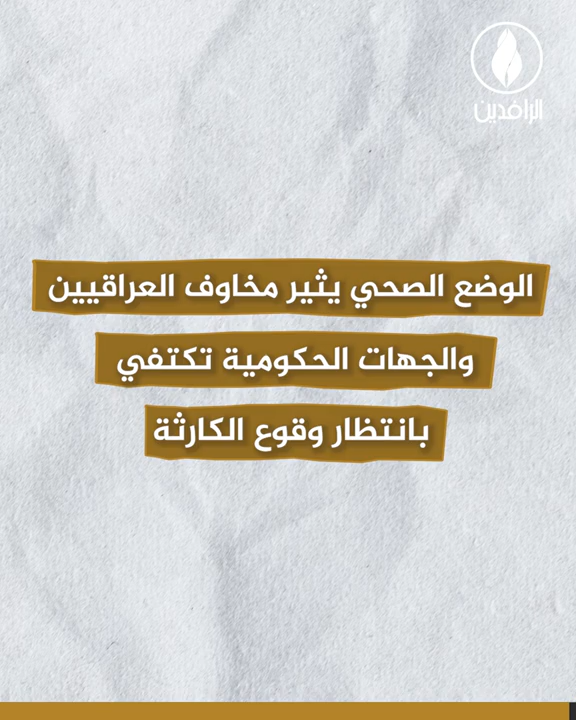 الرافدين
الوضع الصحي يثير مخاوف العراقيين
والجهات الحكومية تكتفي
بانتظار وقوع الكارثة